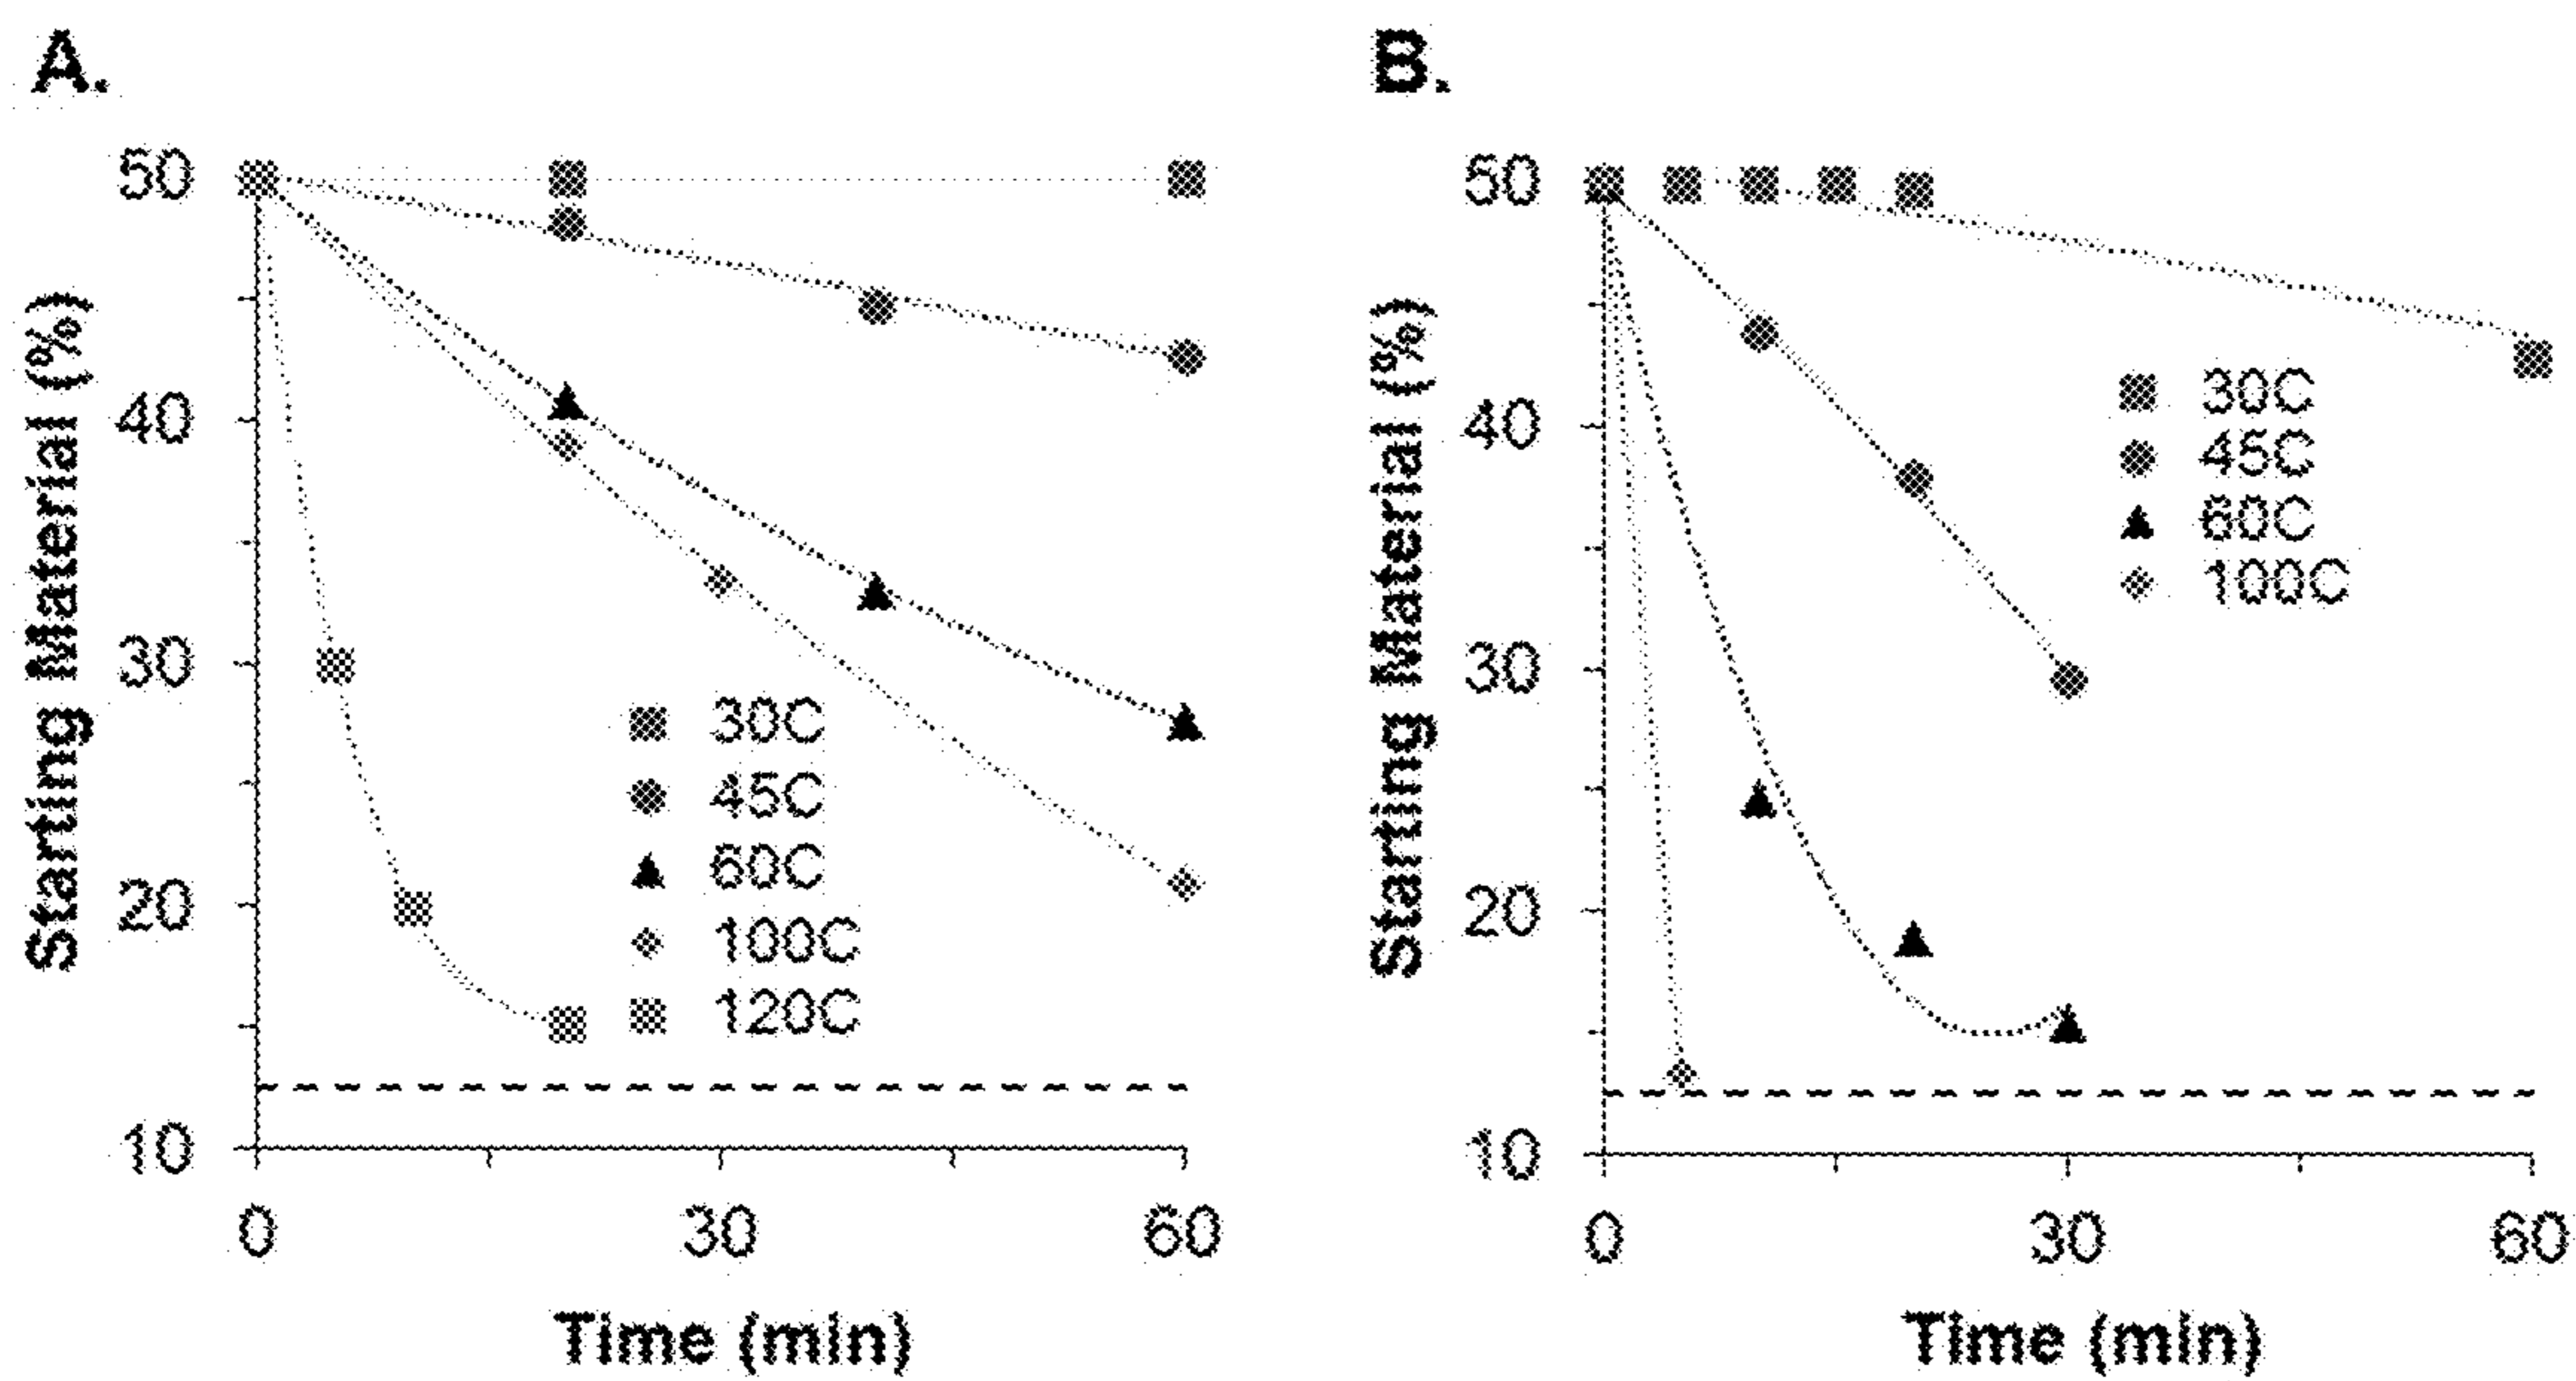 A.
Starting Material (%)
50
40
30
20
10
30C
45C
60C
100C
120C
0
30
60
Time (min)
B.
Starting Material (%)
50
40
30
20
10
30C
45C
60C
100C
0
30
60
Time (min)